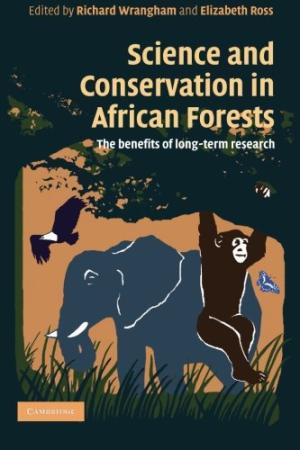 Edited by Richard Wrangham and Elizabeth Ross
Science and
Conservation in
African Forests
The benefits of long-term research
CAMBRIDGE